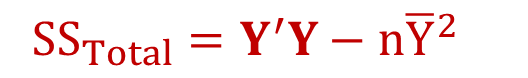 SS_Total = Y′Y − nȲ²